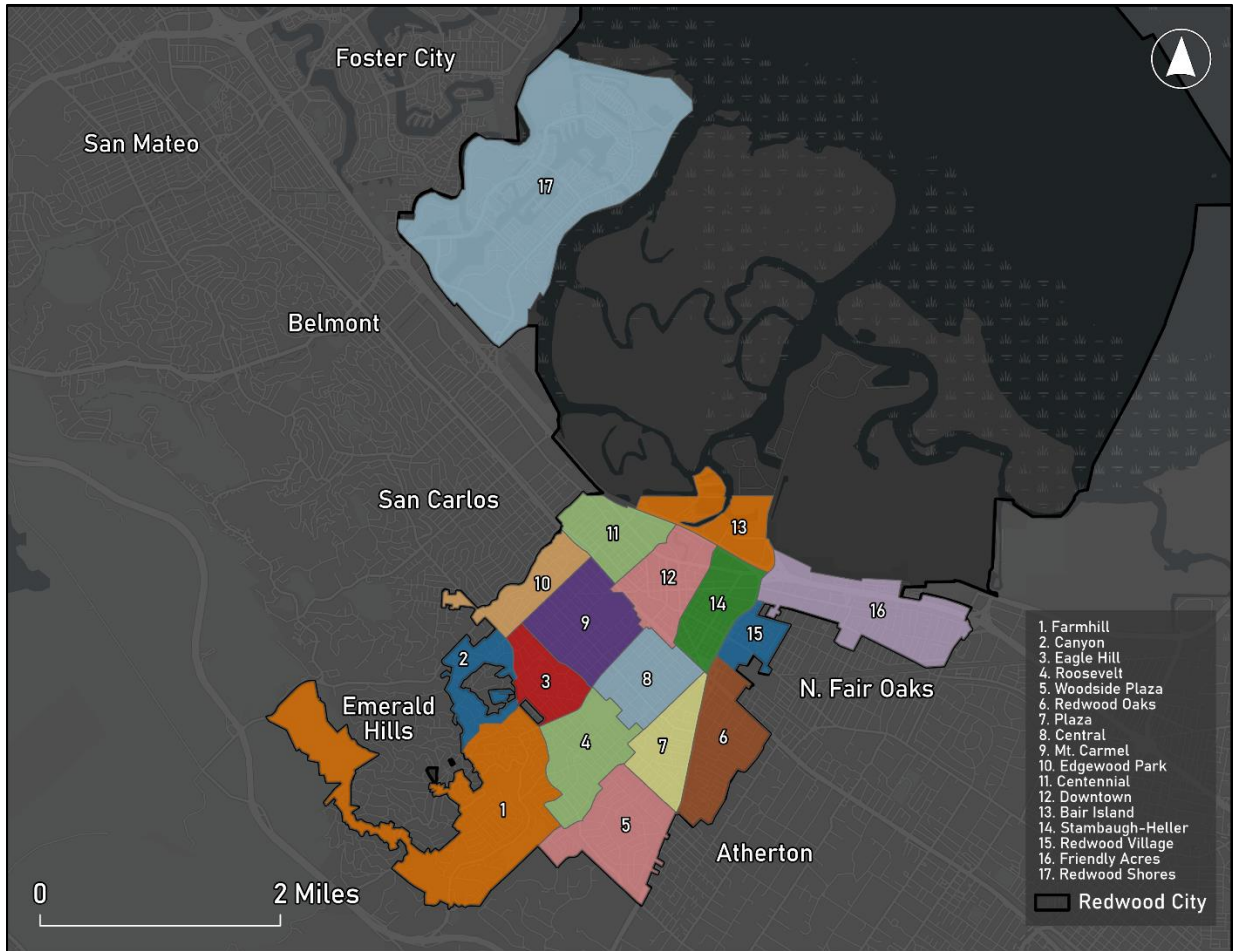 Foster City
San Mateo
17
Belmont
San Carlos
13
11
12
10
14
16
9
15
2
8
3
N. Fair Oaks
Emerald
Hills
4
7
6
1
5
Atherton
0
2 Miles
1. Farmhill
2. Canyon
3. Eagle Hill
4. Roosevelt
5. Woodside Plaza
6. Redwood Oaks
7. Plaza
8. Central
9. Mt. Carmel
10. Edgewood Park
11. Centennial
12. Downtown
13. Bair Island
14. Stambaugh-Heller
15. Redwood Village
16. Friendly Acres
17. Redwood Shores
Redwood City